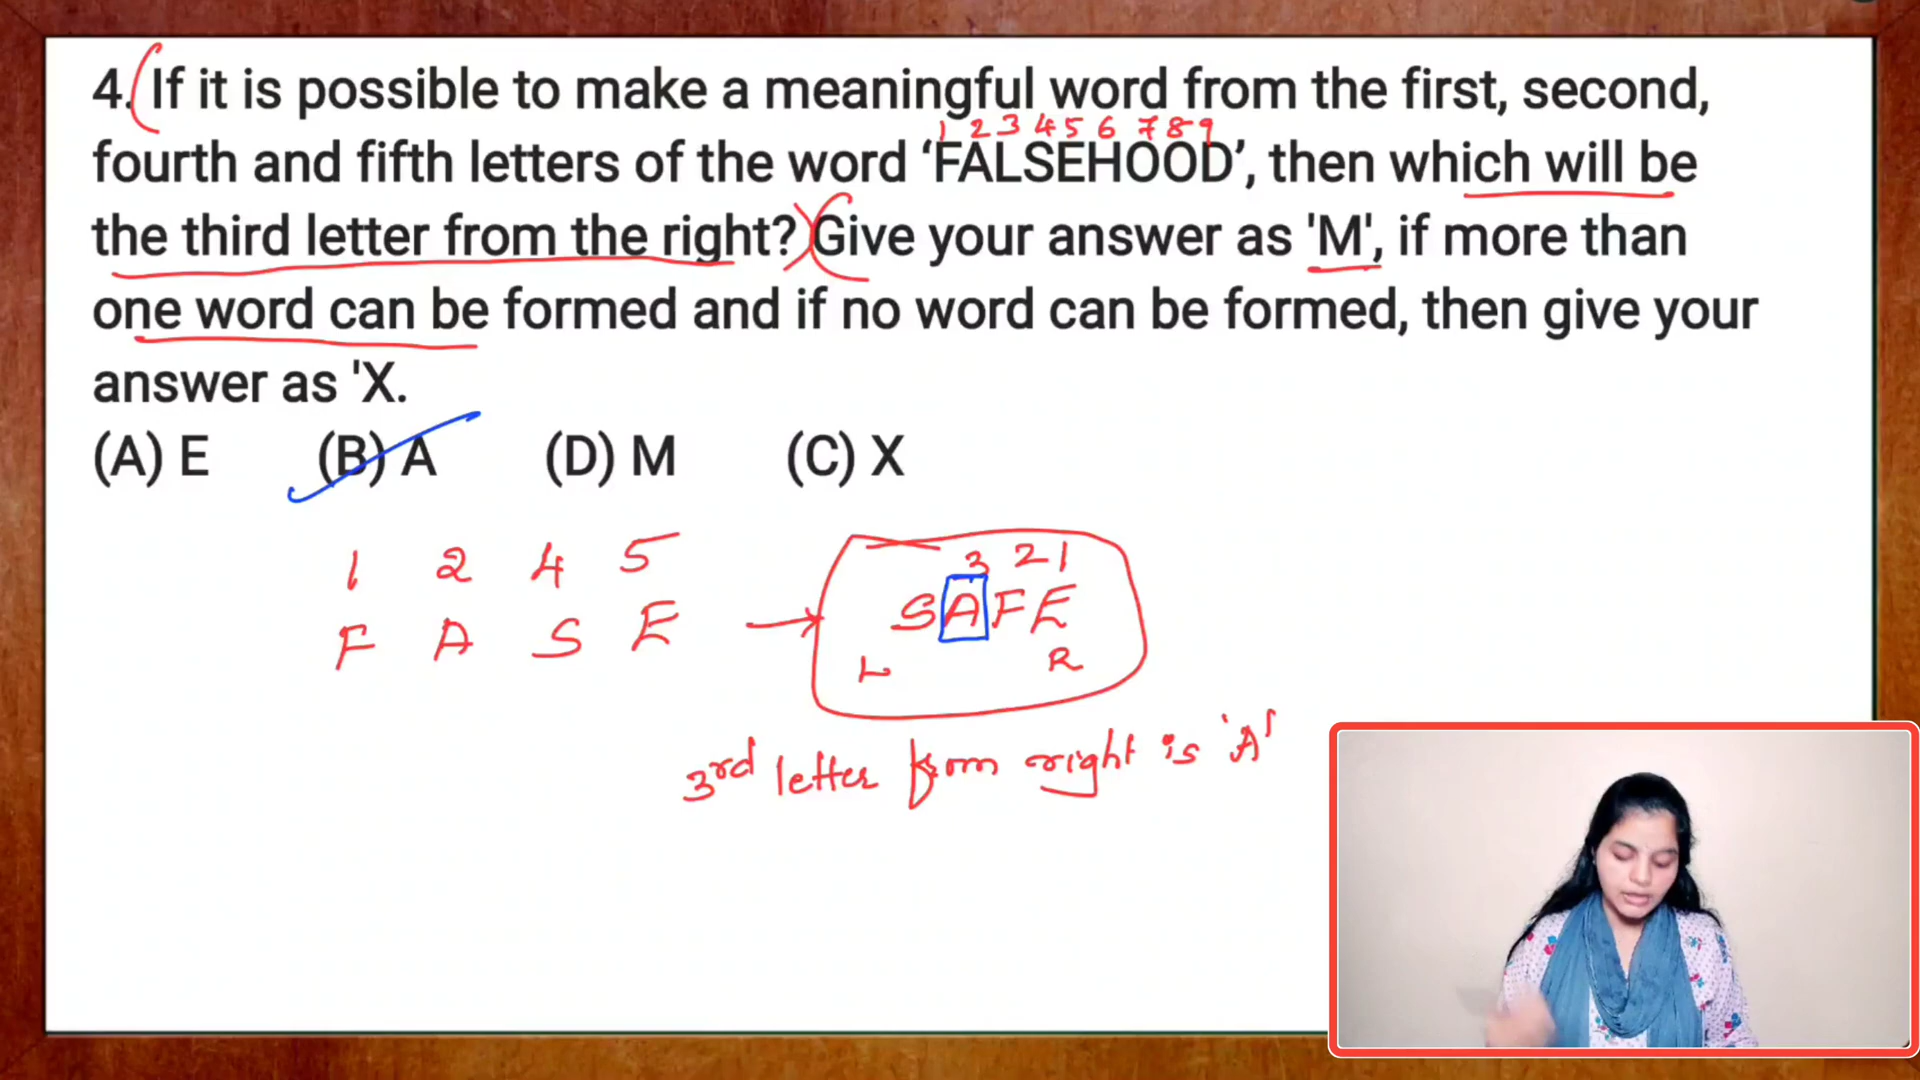 4. If it is possible to make a meaningful word from the first, second,
1 2 3 4 5 6 7 8 9
fourth and fifth letters of the word ‘FALSEHOOD’, then which will be
the third letter from the right? Give your answer as 'M', if more than
one word can be formed and if no word can be formed, then give your
answer as 'X.
(A) E (B) A (D) M (C) X
1 2 4 5
3 2 1
F A S E → SAFE
L R
3rd letter from right is 'A'